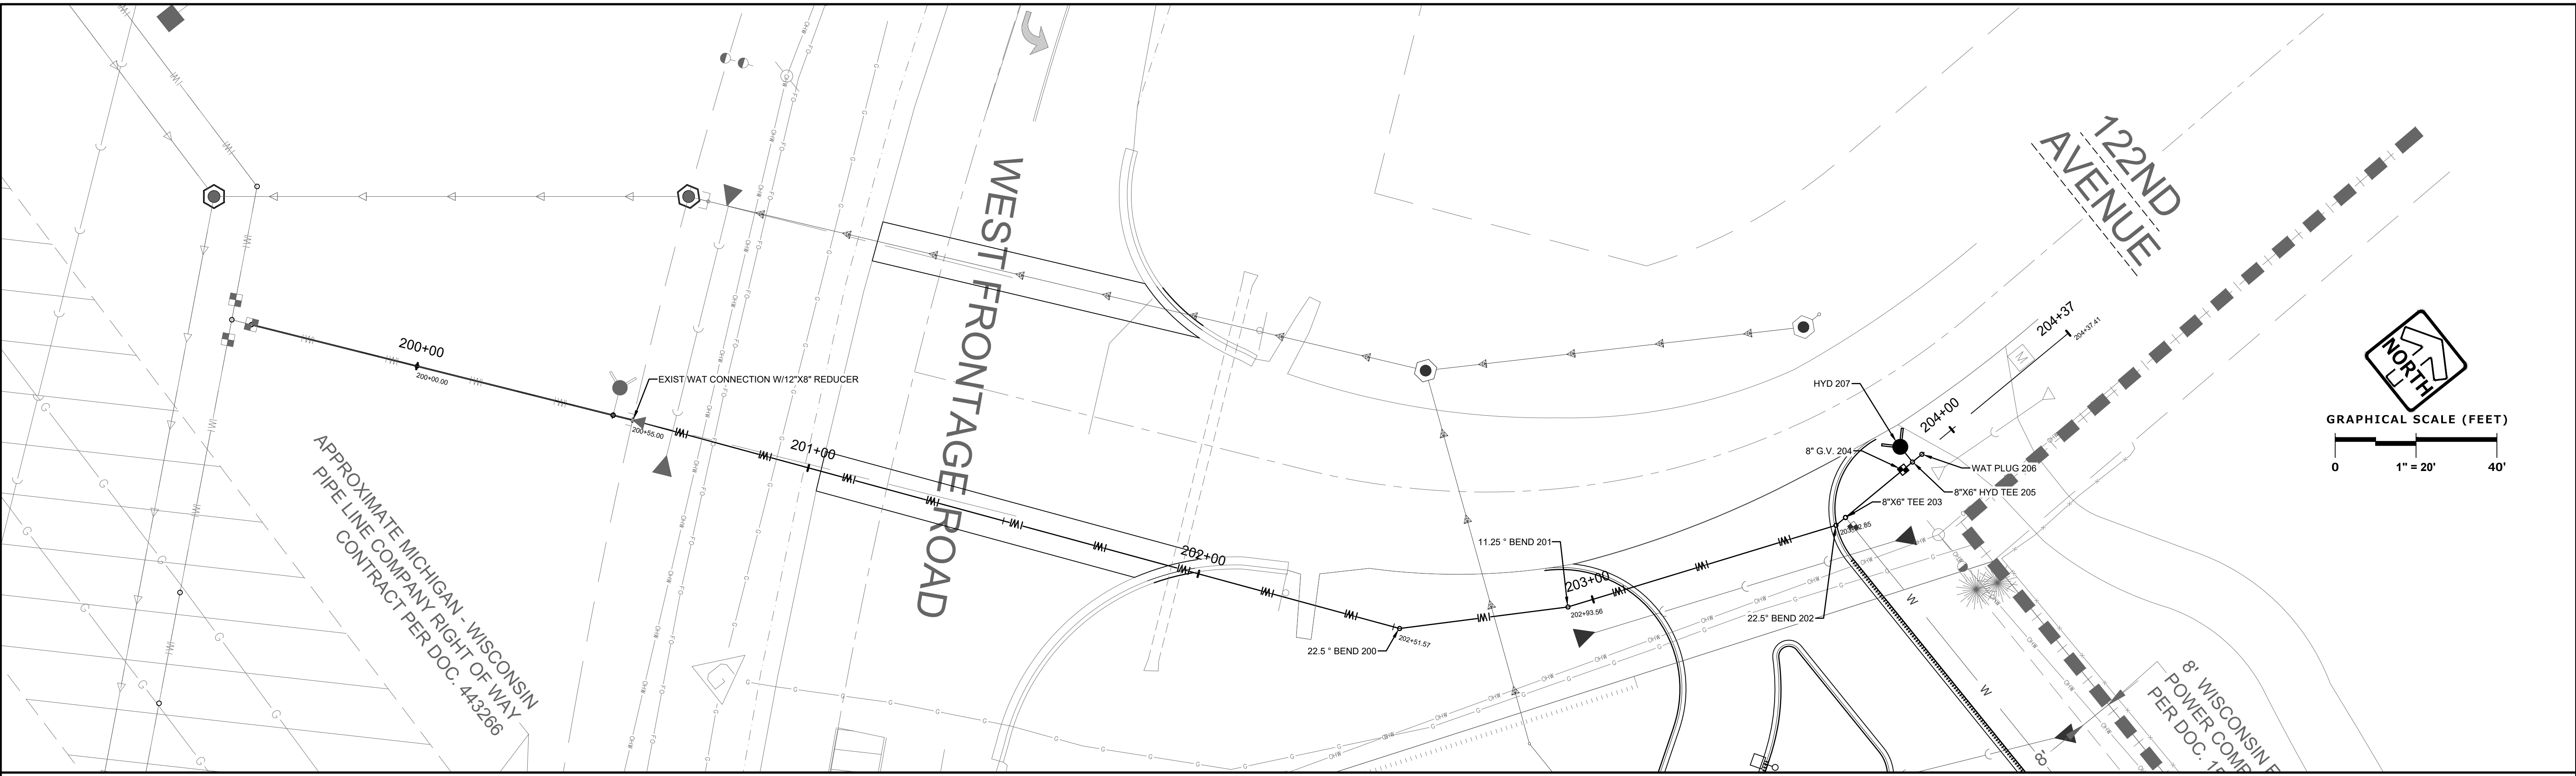 WEST FRONTAGE ROAD
122ND
AVENUE
200+00
200+00.00
EXIST WAT CONNECTION W/12"X8" REDUCER
200+55.00
201+00
202+00
22.5 ° BEND 200
202+51.57
11.25 ° BEND 201
202+93.56
203+00
22.5° BEND 202
8"X6" TEE 203
8" G.V. 204
HYD 207
8"X6" HYD TEE 205
WAT PLUG 206
204+00
204+37
204+37.41
APPROXIMATE MICHIGAN - WISCONSIN
PIPE LINE COMPANY RIGHT OF WAY
CONTRACT PER DOC. 443266
8' WISCONSIN
POWER
PER DOC.
NORTH
GRAPHICAL SCALE (FEET)
0 1" = 20' 40'